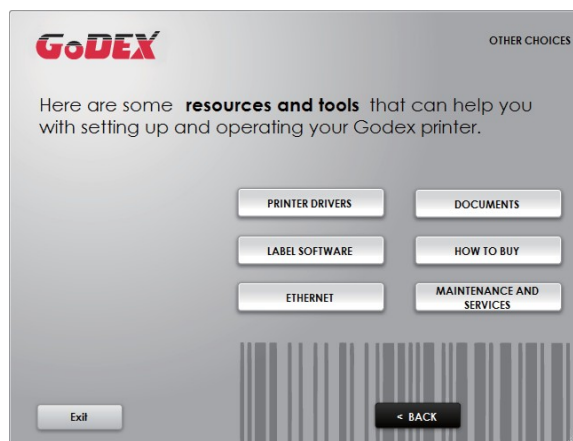 GoDEX
OTHER CHOICES
Here are some resources and tools that can help you
with setting up and operating your Godex printer.
PRINTER DRIVERS
DOCUMENTS
LABEL SOFTWARE
HOW TO BUY
ETHERNET
MAINTENANCE AND
SERVICES
Exit
< BACK